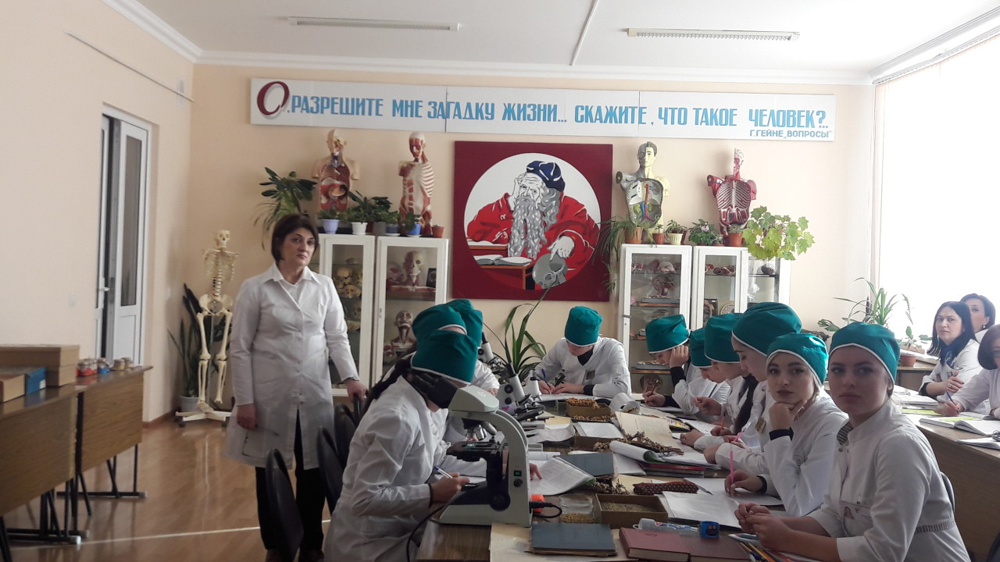 О, РАЗРЕШИТЕ МНЕ ЗАГАДКУ ЖИЗНИ... СКАЖИТЕ, ЧТО ТАКОЕ ЧЕЛОВЕК?..
Г.ГЕЙНЕ „ВОПРОСЫ"